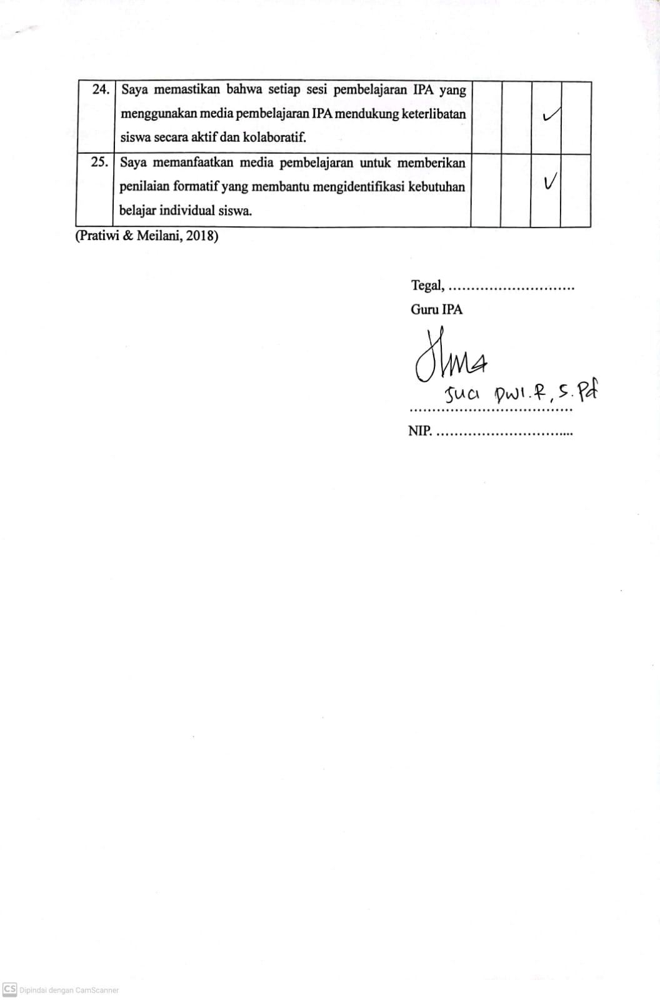 24. Saya memastikan bahwa setiap sesi pembelajaran IPA yang
menggunakan media pembelajaran IPA mendukung keterlibatan
siswa secara aktif dan kolaboratif.
25. Saya memanfaatkan media pembelajaran untuk memberikan
penilaian formatif yang membantu mengidentifikasi kebutuhan
belajar individual siswa.
(Pratiwi & Meilani, 2018)
Tegal, ............................
Guru IPA
Suci DWI.R, S.Pd
....................................
NIP. ...............................
CS Dipindai dengan CamScanner